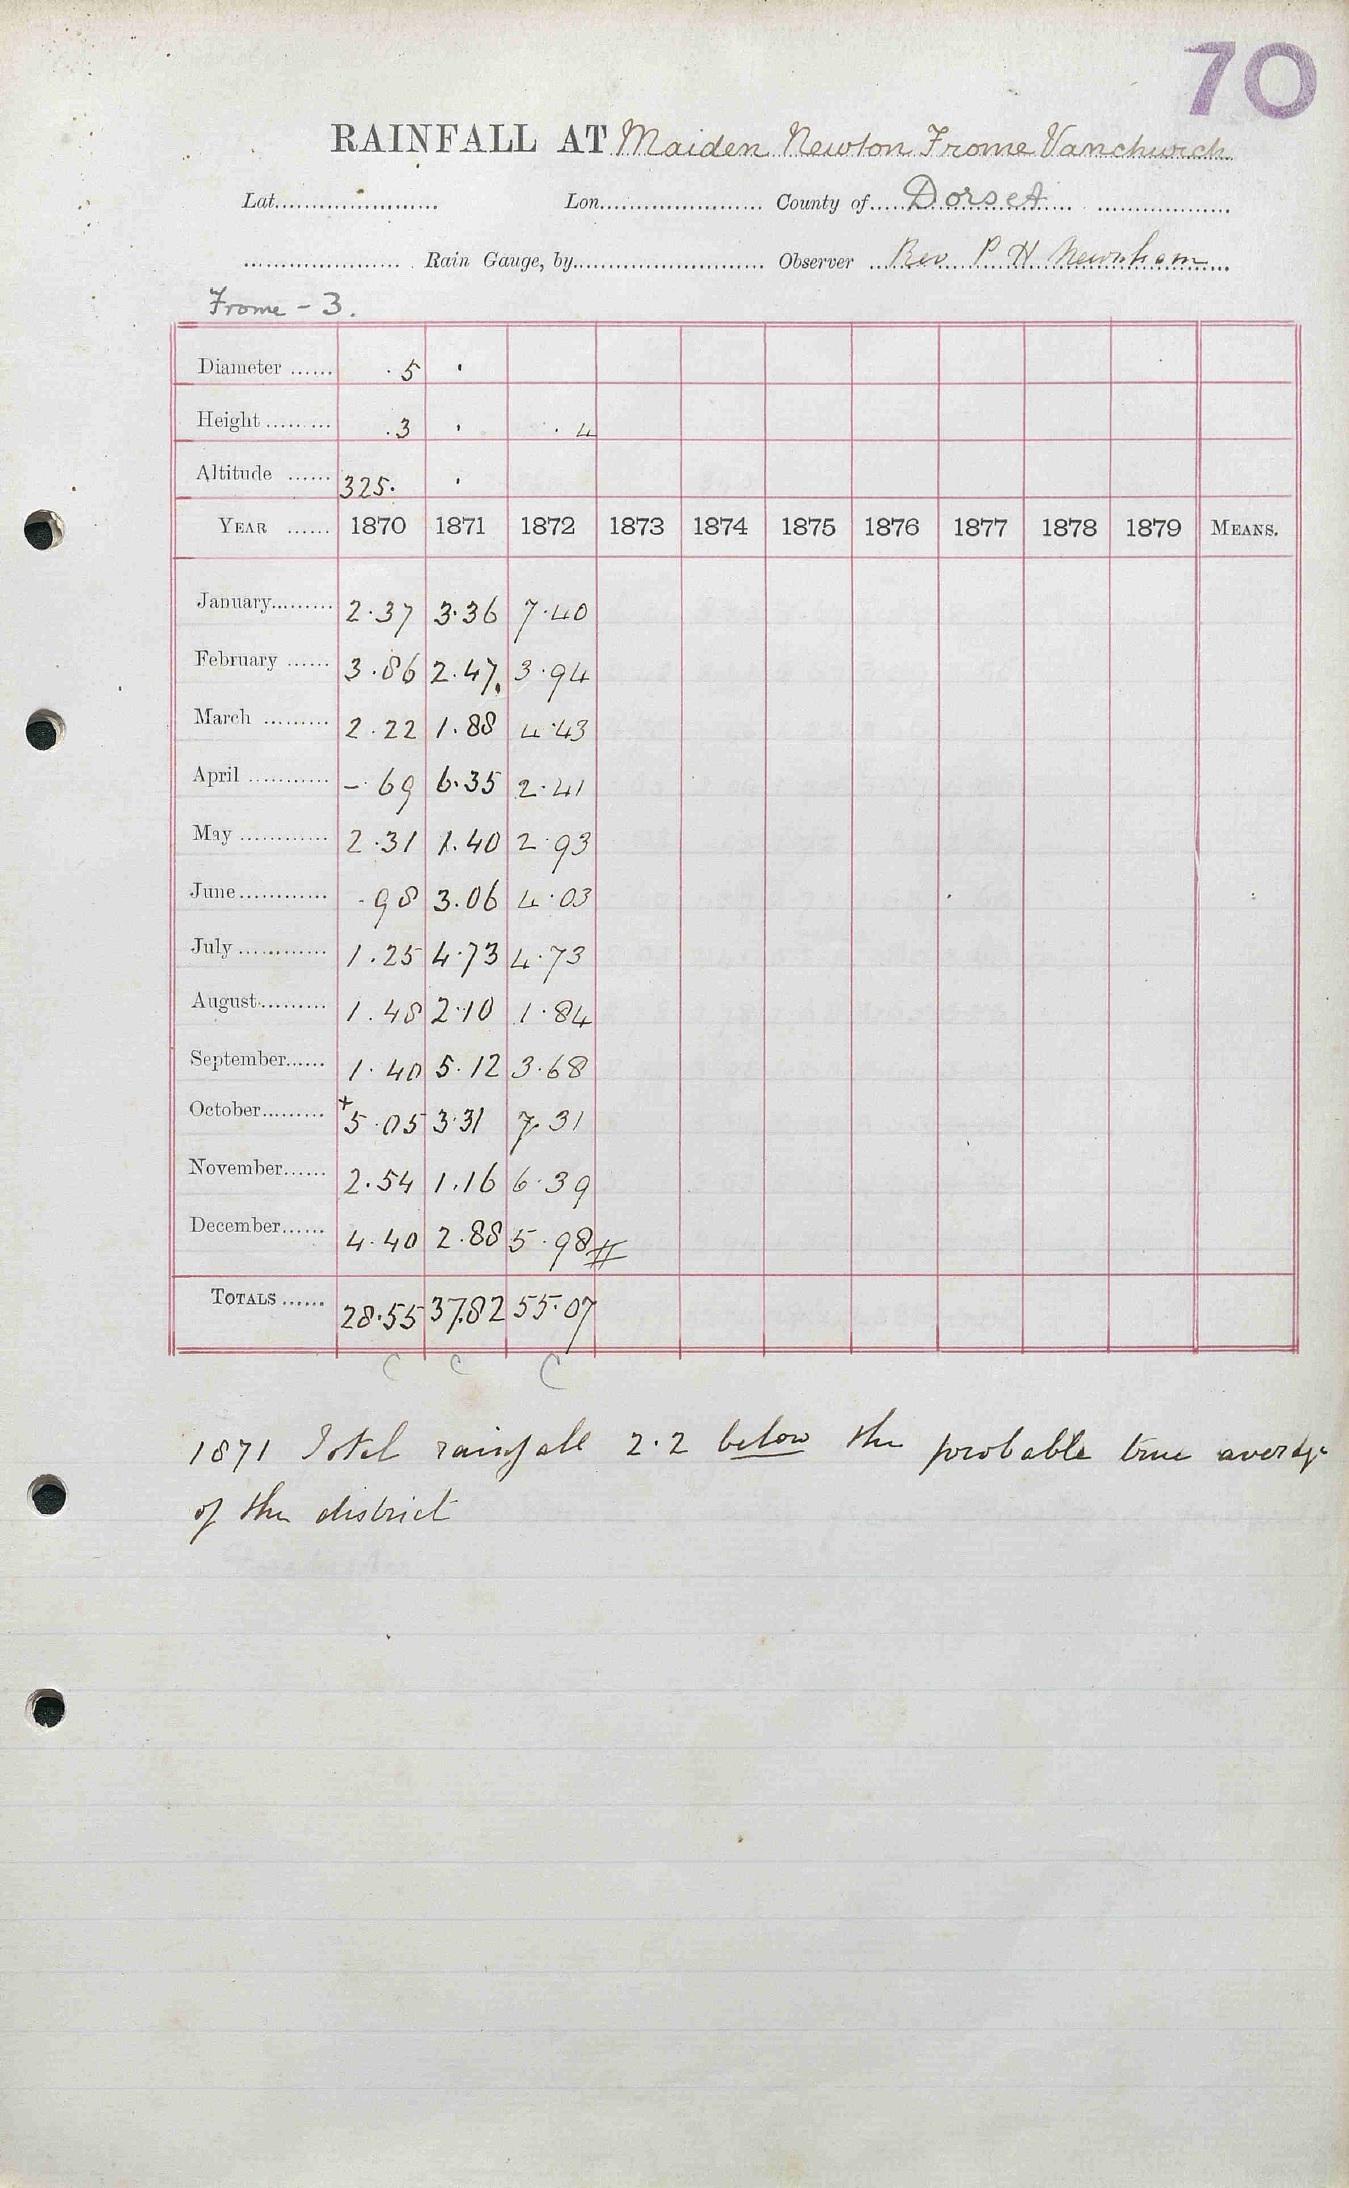 70
RAINFALL AT Maiden Newton Frome Vanchurch
Lat. Lon. County of Dorset
Rain Gauge, by Observer Rev P H Newnham
Frome - 3.
Diameter 5 ·
Height 3 · 4
Altitude 325. ·
YEAR 1870 1871 1872 1873 1874 1875 1876 1877 1878 1879 MEANS.
January 2.37 3.36 7.40
February 3.86 2.47 3.94
March 2.22 1.88 4.43
April -.69 6.35 2.41
May 2.31 1.40 2.93
June .98 3.06 4.03
July 1.25 4.73 4.73
August 1.48 2.10 1.84
September 1.40 5.12 3.68
October +5.05 3.31 7.31
November 2.54 1.16 6.39
December 4.40 2.88 5.98 #
TOTALS 28.55 37.82 55.07
C C C
1871 Total rainfall 2.2 below the probable true average
of the district